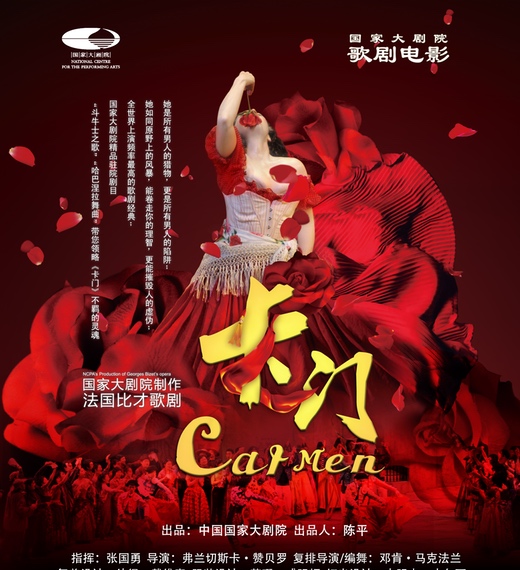 国家大剧院
NATIONAL CENTRE
FOR THE PERFORMING ARTS
国家大剧院
歌剧电影
她是所有男人的猎物，更是所有男人的陷阱；
她如同原野上的风暴，能卷走你的理智，更能摧毁人的虚伪；
全世界上演频率最高的歌剧经典；
国家大剧院精品驻院剧目
“斗牛士之歌”、“哈巴涅拉舞曲”带您领略《卡门》不羁的灵魂
卡门
Carmen
NCPA's Production of Georges Bizet's opera
国家大剧院制作
法国比才歌剧
出品：中国国家大剧院 出品人：陈平
指挥：张国勇 导演：弗兰切斯卡·赞贝罗 复排导演/编舞：邓肯·马克法兰